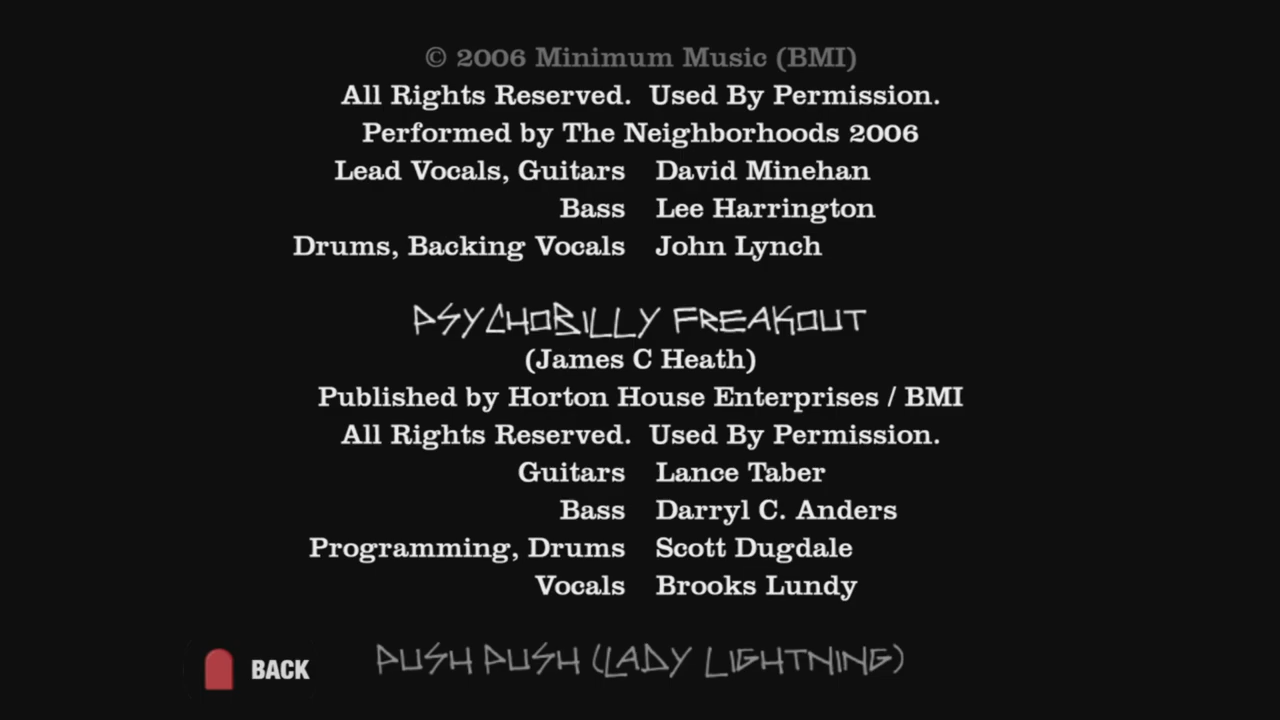 © 2006 Minimum Music (BMI)
All Rights Reserved.  Used By Permission.
Performed by The Neighborhoods 2006
Lead Vocals, Guitars David Minehan
Bass Lee Harrington
Drums, Backing Vocals John Lynch
PSYCHOBILLY FREAKOUT
(James C Heath)
Published by Horton House Enterprises / BMI
All Rights Reserved.  Used By Permission.
Guitars Lance Taber
Bass Darryl C. Anders
Programming, Drums Scott Dugdale
Vocals Brooks Lundy
PUSH PUSH (LADY LIGHTNING)
BACK